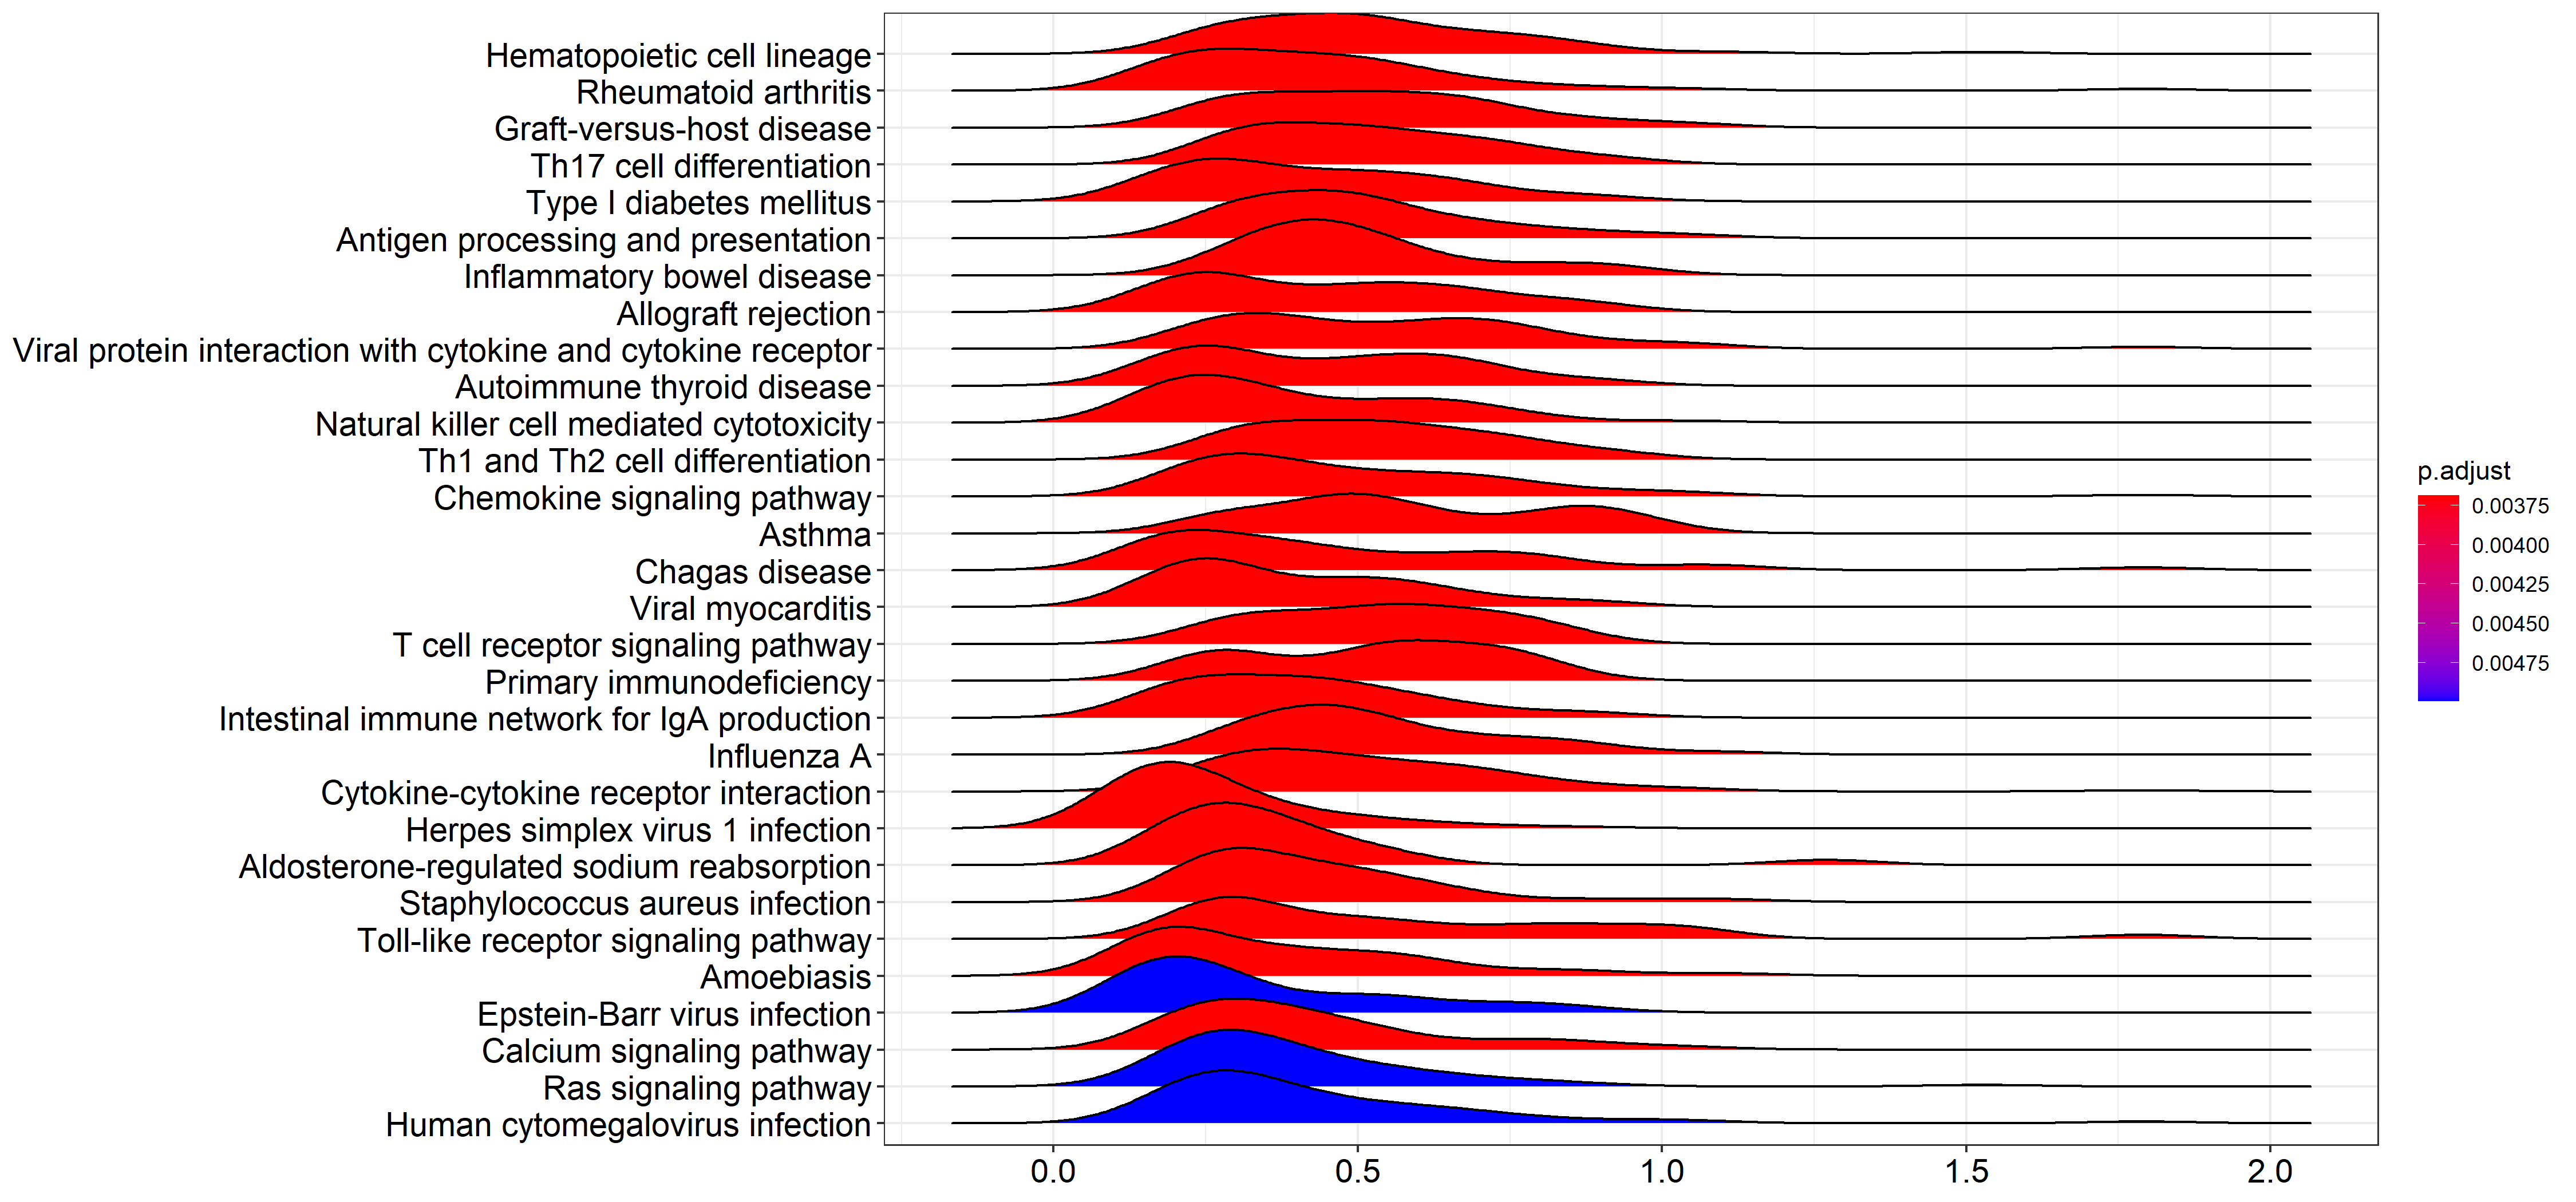 Hematopoietic cell lineage
Rheumatoid arthritis
Graft-versus-host disease
Th17 cell differentiation
Type I diabetes mellitus
Antigen processing and presentation
Inflammatory bowel disease
Allograft rejection
Viral protein interaction with cytokine and cytokine receptor
Autoimmune thyroid disease
Natural killer cell mediated cytotoxicity
Th1 and Th2 cell differentiation
Chemokine signaling pathway
Asthma
Chagas disease
Viral myocarditis
T cell receptor signaling pathway
Primary immunodeficiency
Intestinal immune network for IgA production
Influenza A
Cytokine-cytokine receptor interaction
Herpes simplex virus 1 infection
Aldosterone-regulated sodium reabsorption
Staphylococcus aureus infection
Toll-like receptor signaling pathway
Amoebiasis
Epstein-Barr virus infection
Calcium signaling pathway
Ras signaling pathway
Human cytomegalovirus infection
0.0 0.5 1.0 1.5 2.0
p.adjust
0.00375
0.00400
0.00425
0.00450
0.00475